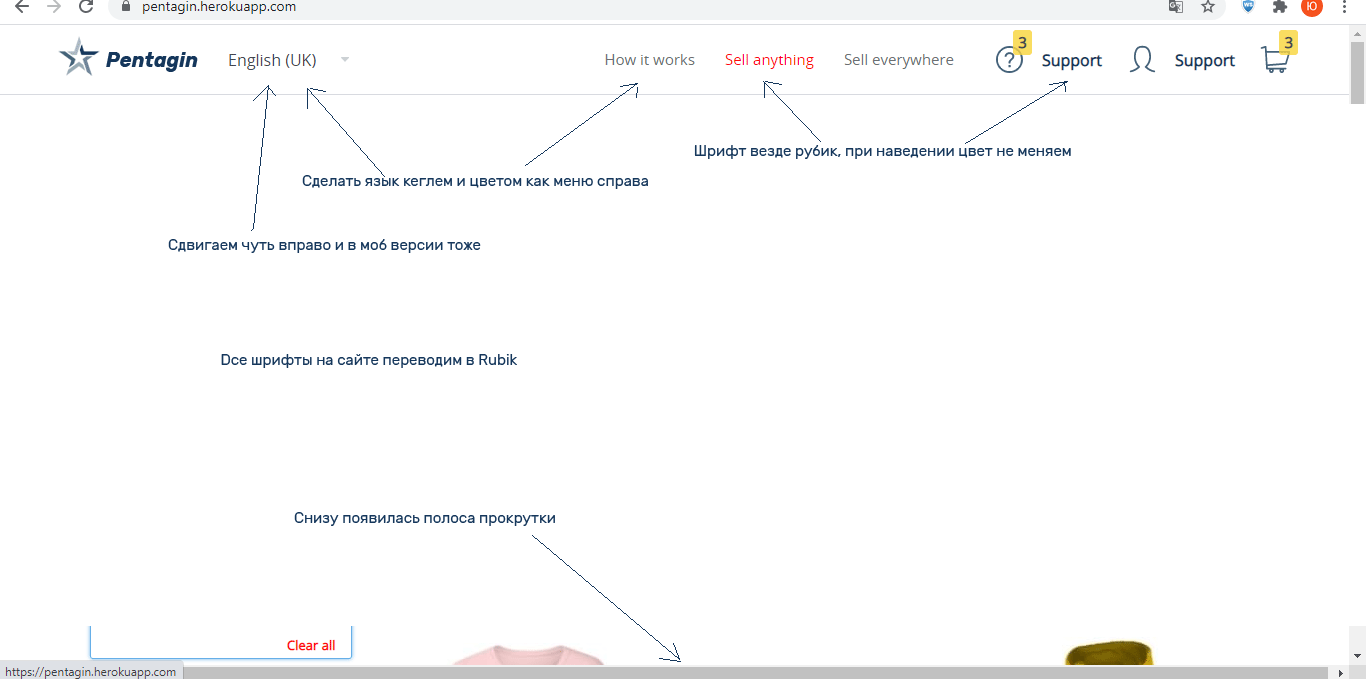 pentagin.herokuapp.com
Ю
Pentagin
English (UK)
How it works
Sell anything
Sell everywhere
3
Support
Support
3
Шрифт везде рубик, при наведении цвет не меняем
Сделать язык кеглем и цветом как меню справа
Сдвигаем чуть вправо и в моб версии тоже
Dсе шрифты на сайте переводим в Rubik
Снизу появилась полоса прокрутки
Clear all
https://pentagin.herokuapp.com